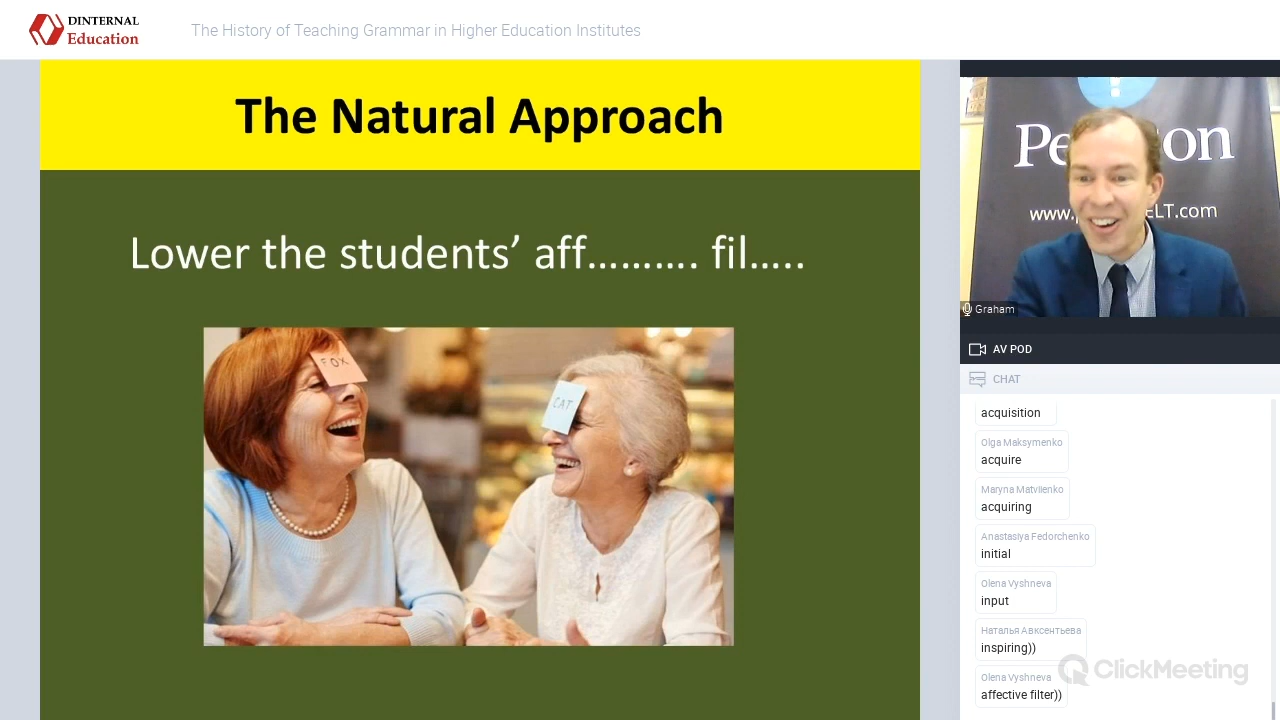 DINTERNAL
Education
The History of Teaching Grammar in Higher Education Institutes
The Natural Approach
Lower the students’ aff………. fil…..
FOX
CAT
Pe on
www.p ELT.com
Graham
AV POD
CHAT
acquisition
Olga Maksymenko
acquire
Maryna Matviienko
acquiring
Anastasiya Fedorchenko
initial
Olena Vyshneva
input
Наталья Авксентьева
inspiring))
Olena Vyshneva
affective filter))
ClickMeeting